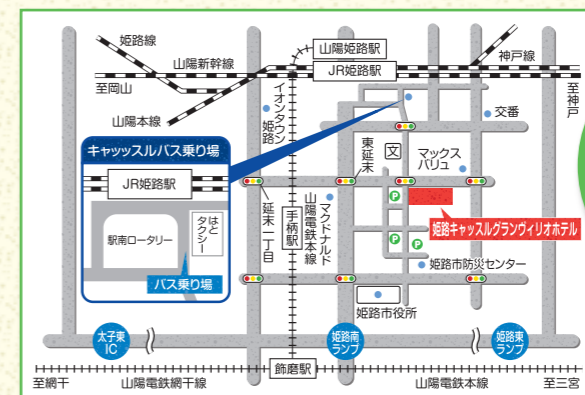 姫路線
山陽新幹線
至岡山
山陽本線
山陽姫路駅
JR姫路駅
神戸線
至神戸
イオンタウン姫路
交番
キャッスルバス乗り場
JR姫路駅
駅南ロータリー
はとタクシー
バス乗り場
東延末
文
マックスバリュ
延末一丁目
手柄駅
山陽電鉄本線
マクドナルド
P
P
P
姫路キャッスルグランヴィリオホテル
姫路市防災センター
姫路市役所
太子東IC
姫路南ランプ
姫路東ランプ
飾磨駅
至網干
山陽電鉄網干線
山陽電鉄本線
至三宮